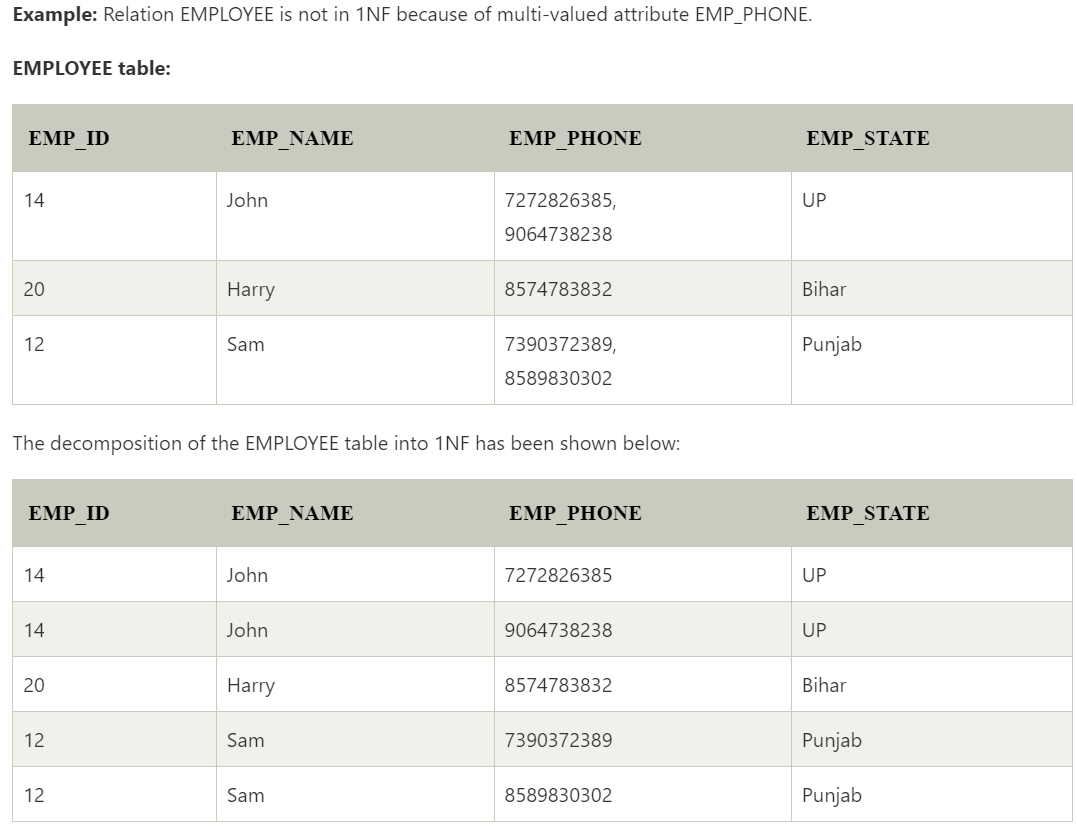 Example: Relation EMPLOYEE is not in 1NF because of multi-valued attribute EMP_PHONE.
EMPLOYEE table:
EMP_ID EMP_NAME EMP_PHONE EMP_STATE
14 John 7272826385, UP
9064738238
20 Harry 8574783832 Bihar
12 Sam 7390372389, Punjab
8589830302
The decomposition of the EMPLOYEE table into 1NF has been shown below:
EMP_ID EMP_NAME EMP_PHONE EMP_STATE
14 John 7272826385 UP
14 John 9064738238 UP
20 Harry 8574783832 Bihar
12 Sam 7390372389 Punjab
12 Sam 8589830302 Punjab